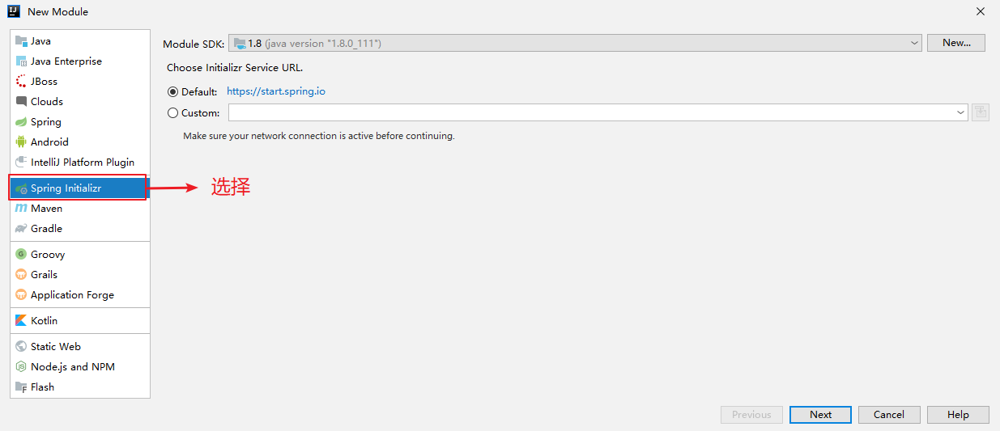 New Module
Java
Java Enterprise
JBoss
Clouds
Spring
Android
IntelliJ Platform Plugin
Spring Initializr
Maven
Gradle
Groovy
Grails
Application Forge
Kotlin
Static Web
Node.js and NPM
Flash
选择
Module SDK: 1.8 (java version "1.8.0_111") New...
Choose Initializr Service URL.
Default: https://start.spring.io
Custom:
Make sure your network connection is active before continuing.
Previous Next Cancel Help